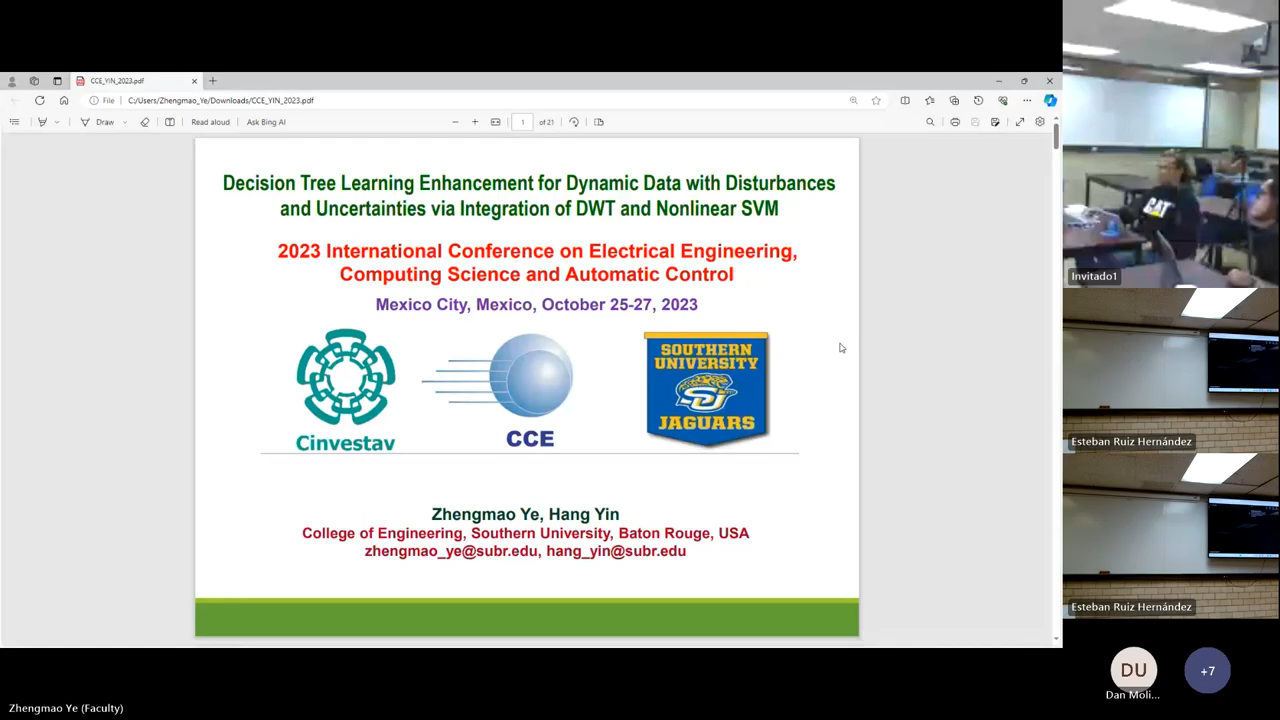 CCE_YIN_2023.pdf
File
C:/Users/Zhengmao_Ye/Downloads/CCE_YIN_2023.pdf
Draw
Read aloud
Ask Bing AI
1 of 21
Decision Tree Learning Enhancement for Dynamic Data with Disturbances
and Uncertainties via Integration of DWT and Nonlinear SVM
2023 International Conference on Electrical Engineering,
Computing Science and Automatic Control
Mexico City, Mexico, October 25-27, 2023
Cinvestav
CCE
SOUTHERN
UNIVERSITY
SU
JAGUARS
Zhengmao Ye, Hang Yin
College of Engineering, Southern University, Baton Rouge, USA
zhengmao_ye@subr.edu, hang_yin@subr.edu
CAT
Invitado1
Esteban Ruiz Hernández
Esteban Ruiz Hernández
DU
Dan Moli...
+7
Zhengmao Ye (Faculty)